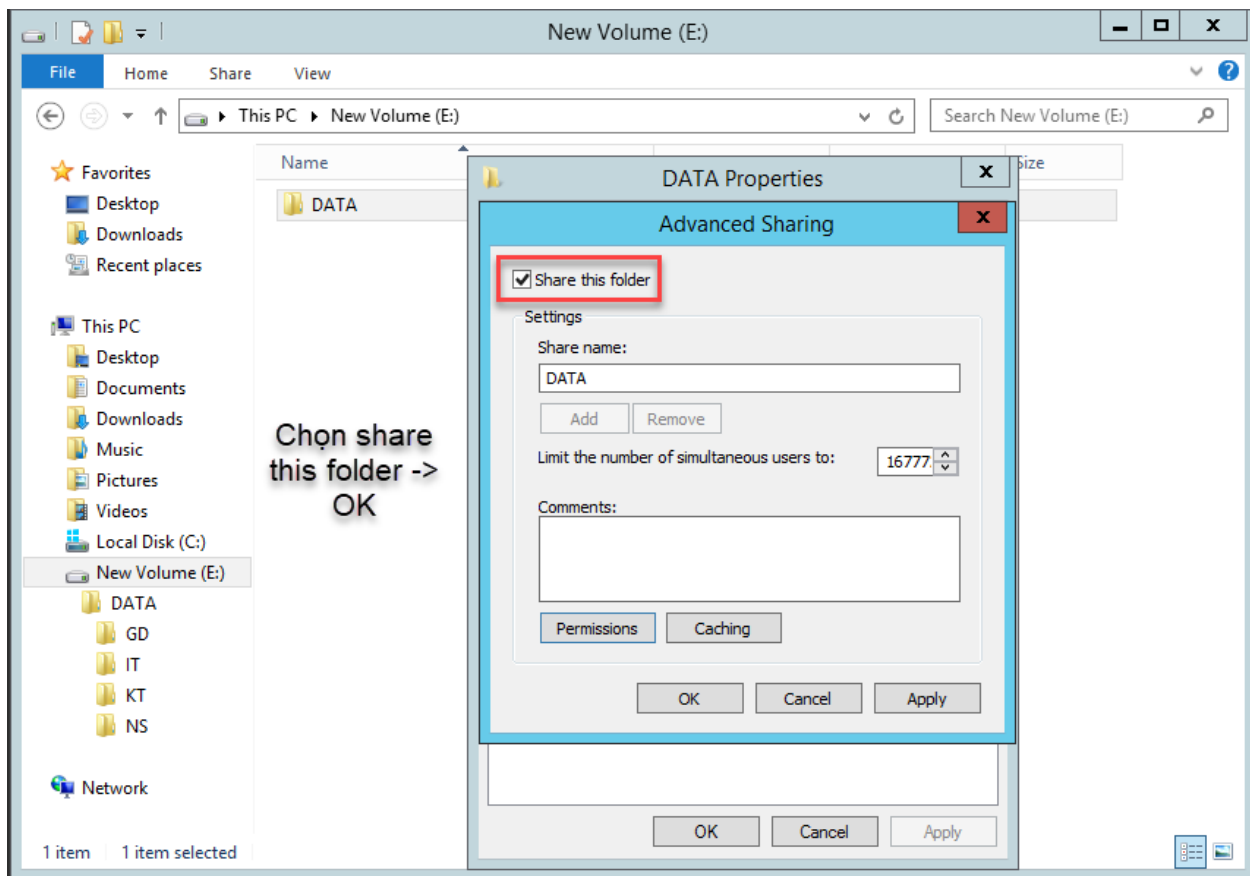 New Volume (E:)
File Home Share View
This PC New Volume (E:)
Search New Volume (E:)
Favorites
Desktop
Downloads
Recent places
This PC
Desktop
Documents
Downloads
Music
Pictures
Videos
Local Disk (C:)
New Volume (E:)
DATA
GD
IT
KT
NS
Network
Name
Size
DATA
Chọn share
this folder ->
OK
DATA Properties
Advanced Sharing
Share this folder
Settings
Share name:
DATA
Add Remove
Limit the number of simultaneous users to: 16777
Comments:
Permissions Caching
OK Cancel Apply
OK Cancel Apply
1 item 1 item selected